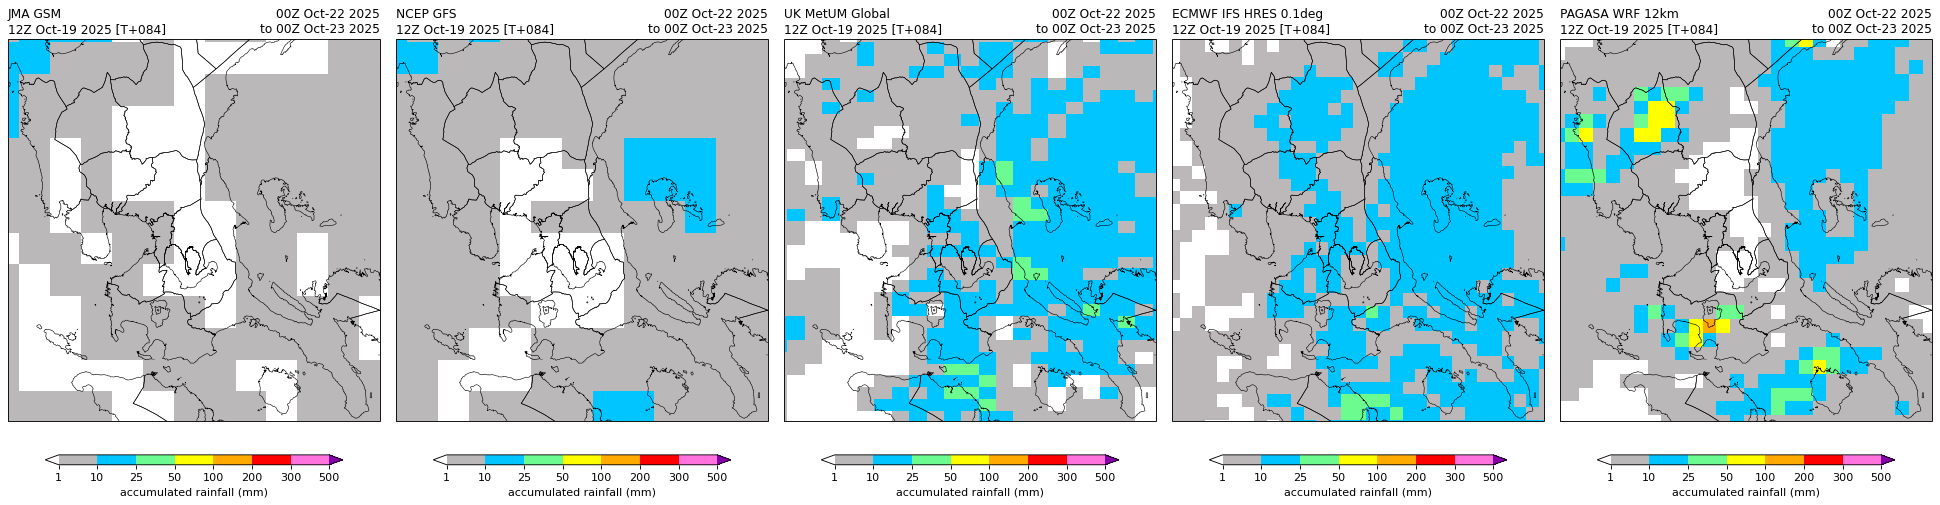 JMA GSM 00Z Oct-22 2025
12Z Oct-19 2025 [T+084] to 00Z Oct-23 2025
NCEP GFS 00Z Oct-22 2025
12Z Oct-19 2025 [T+084] to 00Z Oct-23 2025
UK MetUM Global 00Z Oct-22 2025
12Z Oct-19 2025 [T+084] to 00Z Oct-23 2025
ECMWF IFS HRES 0.1deg 00Z Oct-22 2025
12Z Oct-19 2025 [T+084] to 00Z Oct-23 2025
PAGASA WRF 12km 00Z Oct-22 2025
12Z Oct-19 2025 [T+084] to 00Z Oct-23 2025
1 10 25 50 100 200 300 500
accumulated rainfall (mm)
1 10 25 50 100 200 300 500
accumulated rainfall (mm)
1 10 25 50 100 200 300 500
accumulated rainfall (mm)
1 10 25 50 100 200 300 500
accumulated rainfall (mm)
1 10 25 50 100 200 300 500
accumulated rainfall (mm)